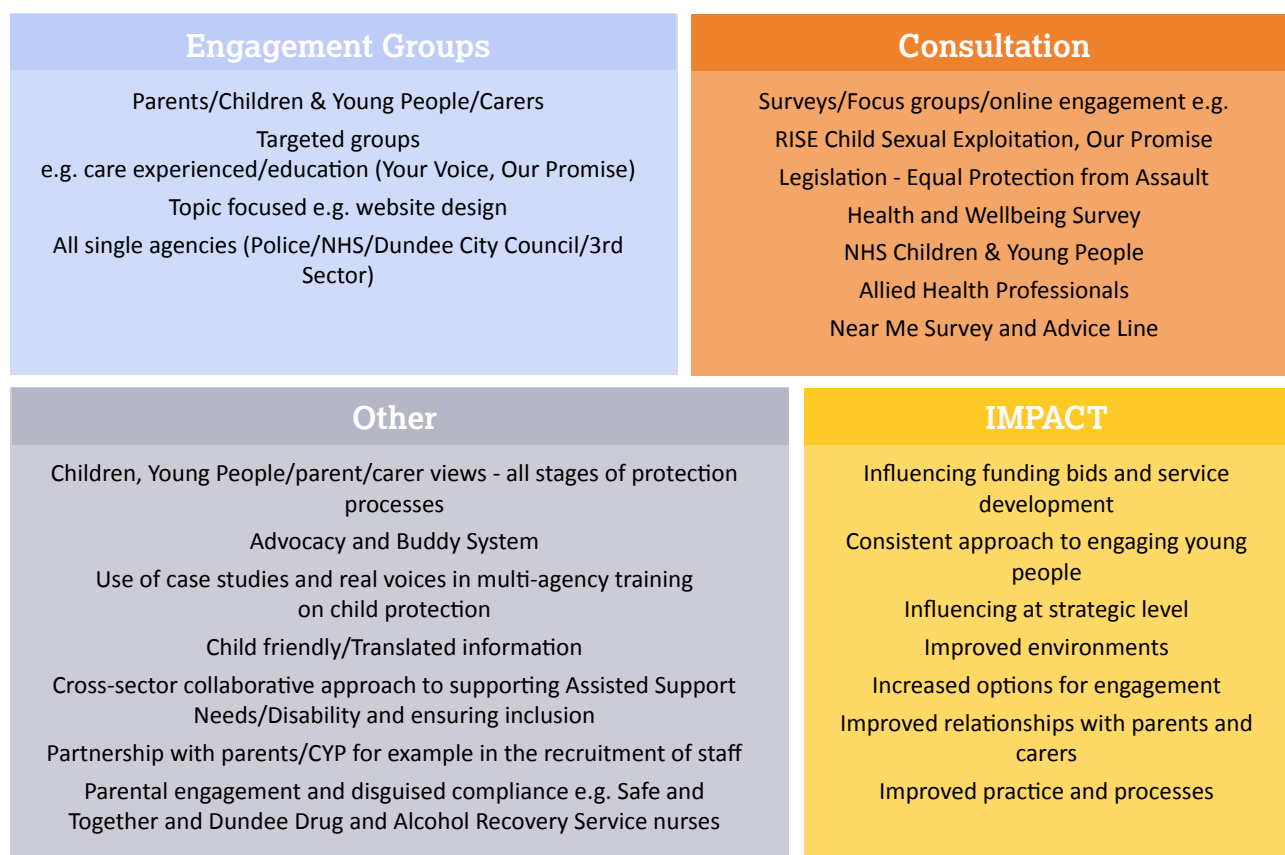 Engagement Groups
Parents/Children & Young People/Carers
Targeted groups
e.g. care experienced/education (Your Voice, Our Promise)
Topic focused e.g. website design
All single agencies (Police/NHS/Dundee City Council/3rd
Sector)
Consultation
Surveys/Focus groups/online engagement e.g.
RISE Child Sexual Exploitation, Our Promise
Legislation - Equal Protection from Assault
Health and Wellbeing Survey
NHS Children & Young People
Allied Health Professionals
Near Me Survey and Advice Line
Other
Children, Young People/parent/carer views - all stages of protection
processes
Advocacy and Buddy System
Use of case studies and real voices in multi-agency training
on child protection
Child friendly/Translated information
Cross-sector collaborative approach to supporting Assisted Support
Needs/Disability and ensuring inclusion
Partnership with parents/CYP for example in the recruitment of staff
Parental engagement and disguised compliance e.g. Safe and
Together and Dundee Drug and Alcohol Recovery Service nurses
IMPACT
Influencing funding bids and service
development
Consistent approach to engaging young
people
Influencing at strategic level
Improved environments
Increased options for engagement
Improved relationships with parents and
carers
Improved practice and processes